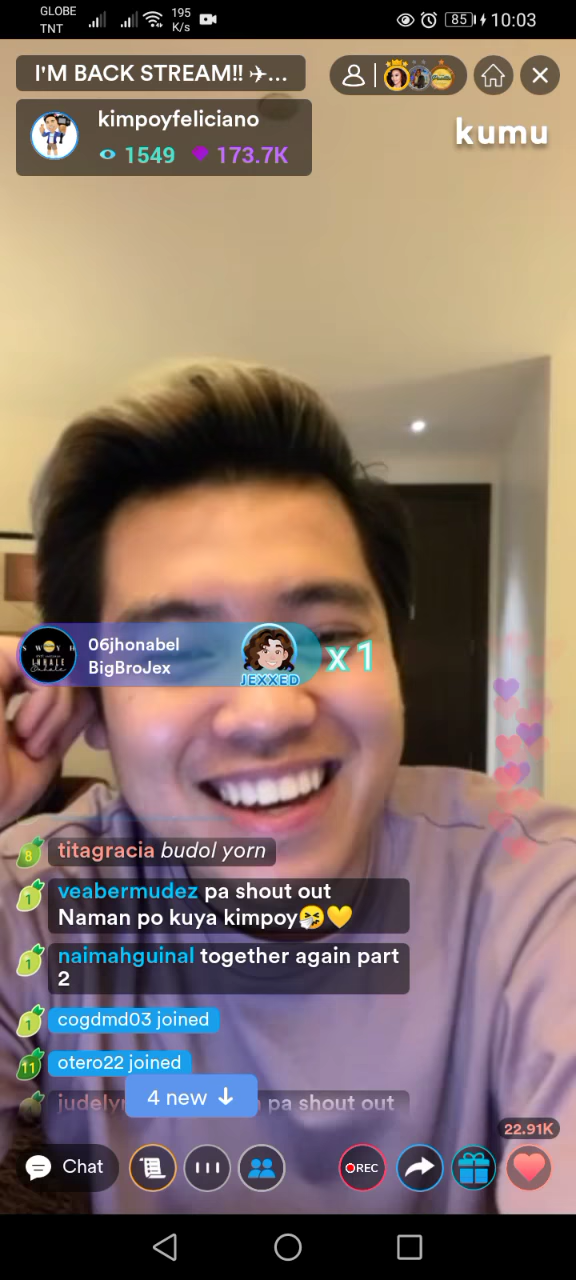 GLOBE
TNT
195
K/s
85
10:03
I'M BACK STREAM!! ✈...
kimpoyfeliciano
1549
173.7K
kumu
06jhonabel
BigBroJex
JEXXED
x 1
8
titagracia budol yorn
1
veabermudez pa shout out
Naman po kuya kimpoy🤧💛
1
naimahguinal together again part
2
1
cogdmd03 joined
11
otero22 joined
pa shout out
4 new ↓
22.91K
Chat
REC